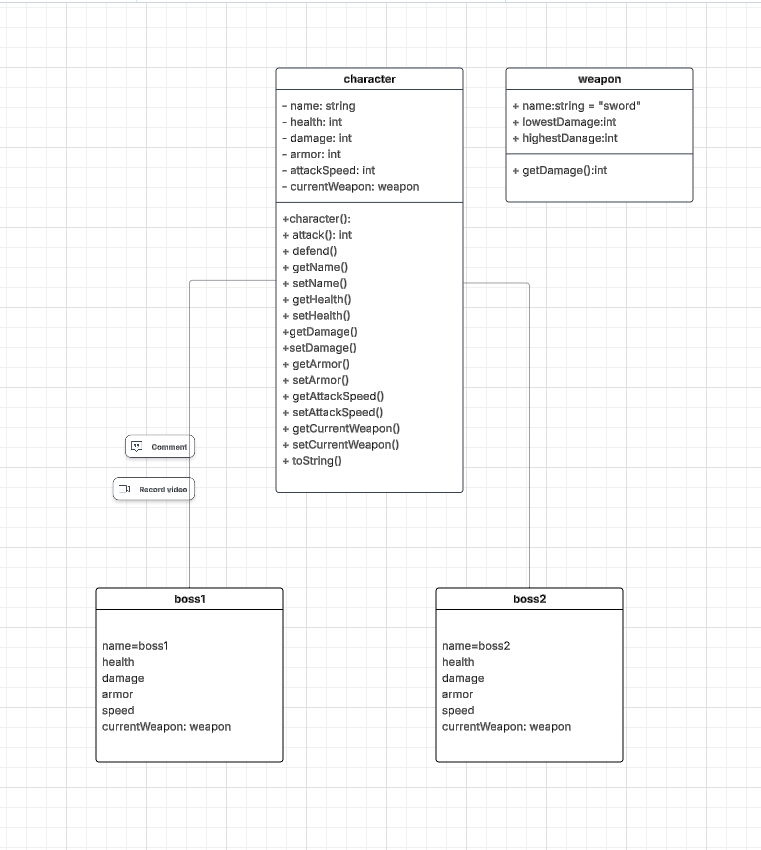 character
- name: string
- health: int
- damage: int
- armor: int
- attackSpeed: int
- currentWeapon: weapon
+character():
+ attack(): int
+ defend()
+ getName()
+ setName()
+ getHealth()
+ setHealth()
+getDamage()
+setDamage()
+ getArmor()
+ setArmor()
+ getAttackSpeed()
+ setAttackSpeed()
+ getCurrentWeapon()
+ setCurrentWeapon()
+ toString()
weapon
+ name:string = "sword"
+ lowestDamage:int
+ highestDanage:int
+ getDamage():int
Comment
Record video
boss1
name=boss1
health
damage
armor
speed
currentWeapon: weapon
boss2
name=boss2
health
damage
armor
speed
currentWeapon: weapon